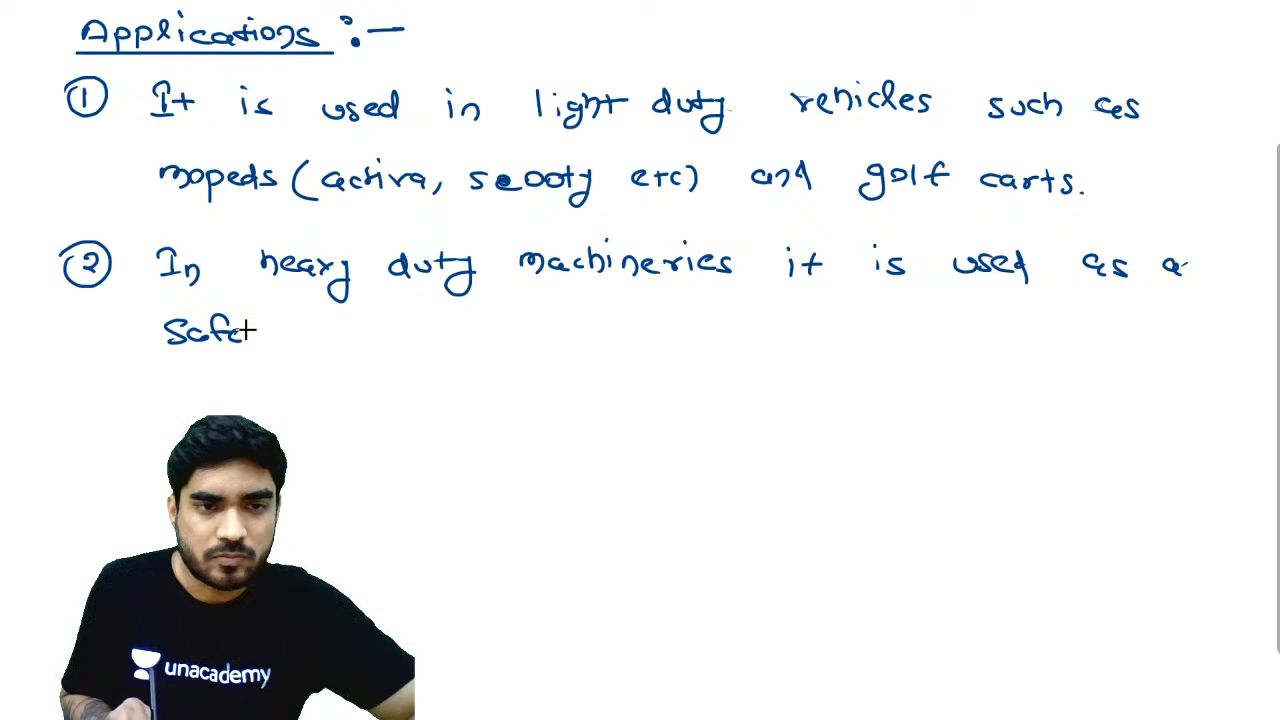 Applications :-
① It is used in light duty vehicles such as
mopeds (activa, scooty etc) and golf carts.
② In heavy duty machineries it is used as a
Safe
unacademy